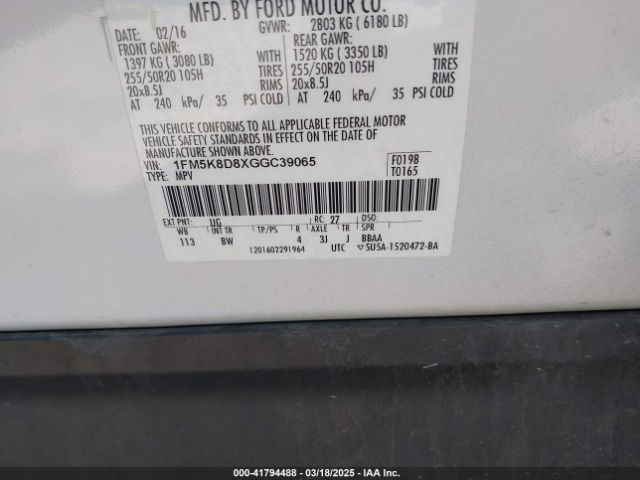 MFD. BY FORD MOTOR CO.
DATE: 02/16 GVWR: 2803 KG ( 6180 LB)
FRONT GAWR: REAR GAWR:
1397 KG ( 3080 LB) WITH 1520 KG ( 3350 LB) WITH
255/50R20 105H TIRES 255/50R20 105H TIRES
20x8.5J RIMS 20x8.5J RIMS
AT 240 kPa/ 35 PSI COLD AT 240 kPa/ 35 PSI COLD
THIS VEHICLE CONFORMS TO ALL APPLICABLE FEDERAL MOTOR
VEHICLE SAFETY STANDARDS IN EFFECT ON THE DATE OF
MANUFACTURE SHOWN ABOVE.
VIN: 1FM5K8D8XGGC39065 F0198
TYPE: MPV T0165
EXT PNT: UG RC: 27 DSO:
WB INT TR TP/PS R AXLE TR SPR
113 BW 4 3J J BBAA
1201602291964 UTC 5U5A-1520472-BA
000-41794488 - 03/18/2025 - IAAI.COM